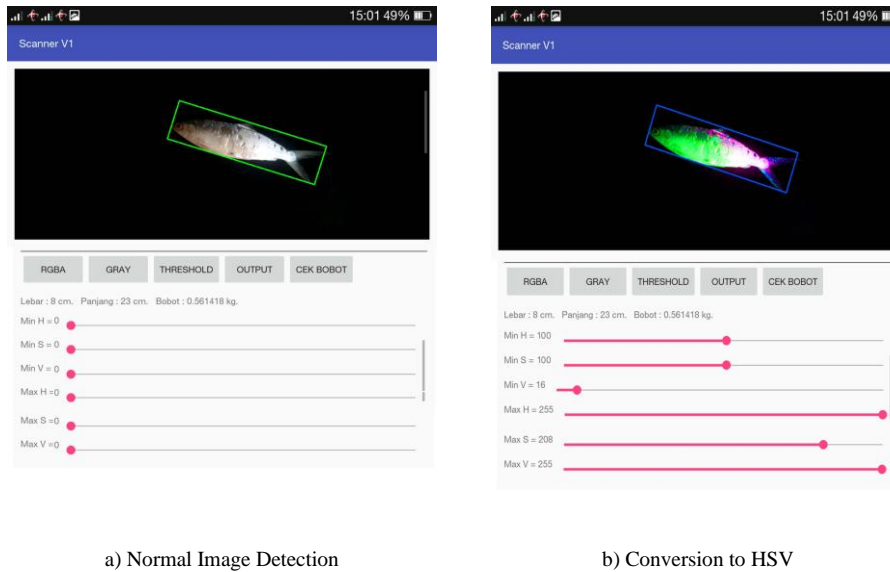 15:01 49%
Scanner V1
RGBA GRAY THRESHOLD OUTPUT CEK BOBOT
Lebar : 8 cm. Panjang : 23 cm. Bobot : 0.561418 kg.
Min H = 0
Min S = 0
Min V = 0
Max H =0
Max S =0
Max V =0
a) Normal Image Detection
15:01 49%
Scanner V1
RGBA GRAY THRESHOLD OUTPUT CEK BOBOT
Lebar : 8 cm. Panjang : 23 cm. Bobot : 0.561418 kg.
Min H = 100
Min S = 100
Min V = 16
Max H = 255
Max S = 208
Max V = 255
b) Conversion to HSV